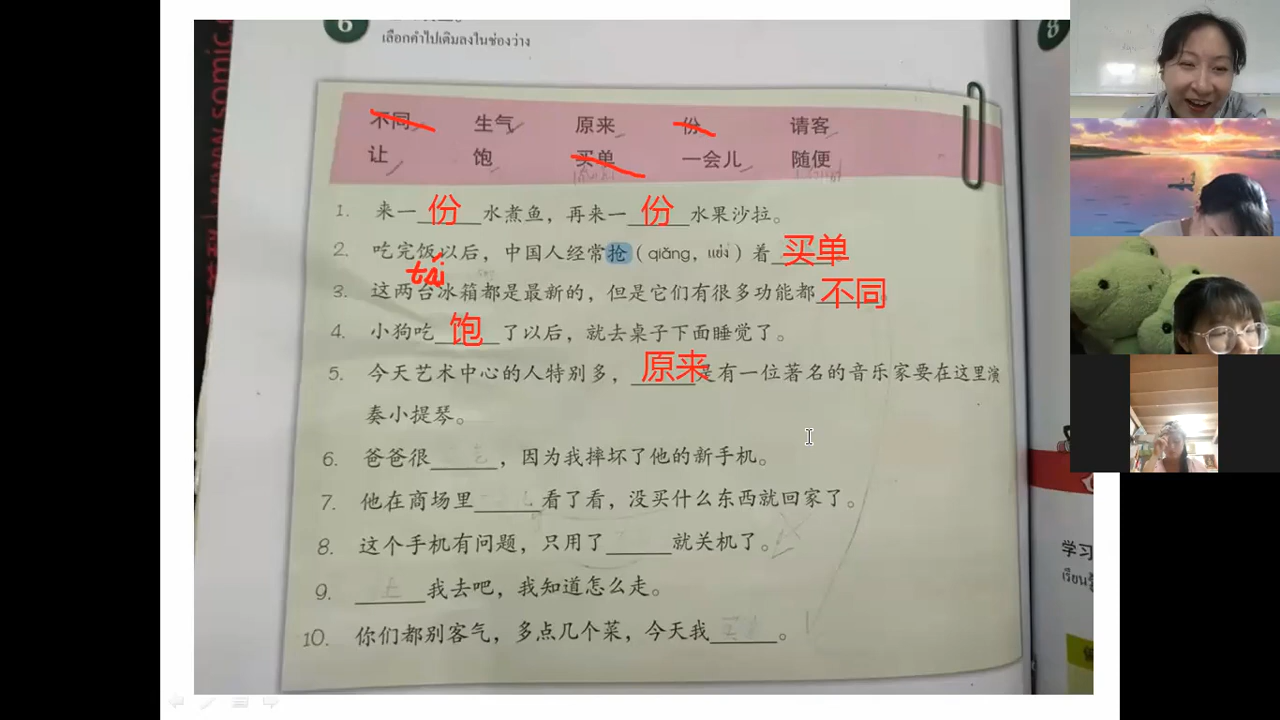 6
เลือกคำไปเติมลงในช่องว่าง
不同 生气 原来 份 请客
让 饱 买单 一会儿 随便
1. 来一份水煮鱼，再来一份水果沙拉。
2. 吃完饭以后，中国人经常抢（qiǎng, แย่ง）着买单
tái
3. 这两台冰箱都是最新的，但是它们有很多功能都不同。
4. 小狗吃饱了以后，就去桌子下面睡觉了。
5. 今天艺术中心的人特别多，原来是有一位著名的音乐家要在这里演
奏小提琴。
6. 爸爸很____，因为我摔坏了他的新手机。
7. 他在商场里____看了看，没买什么东西就回家了。
8. 这个手机有问题，只用了____就关机了。
9. ____我去吧，我知道怎么走。
10. 你们都别客气，多点几个菜，今天我____。
www.somic
8
学习